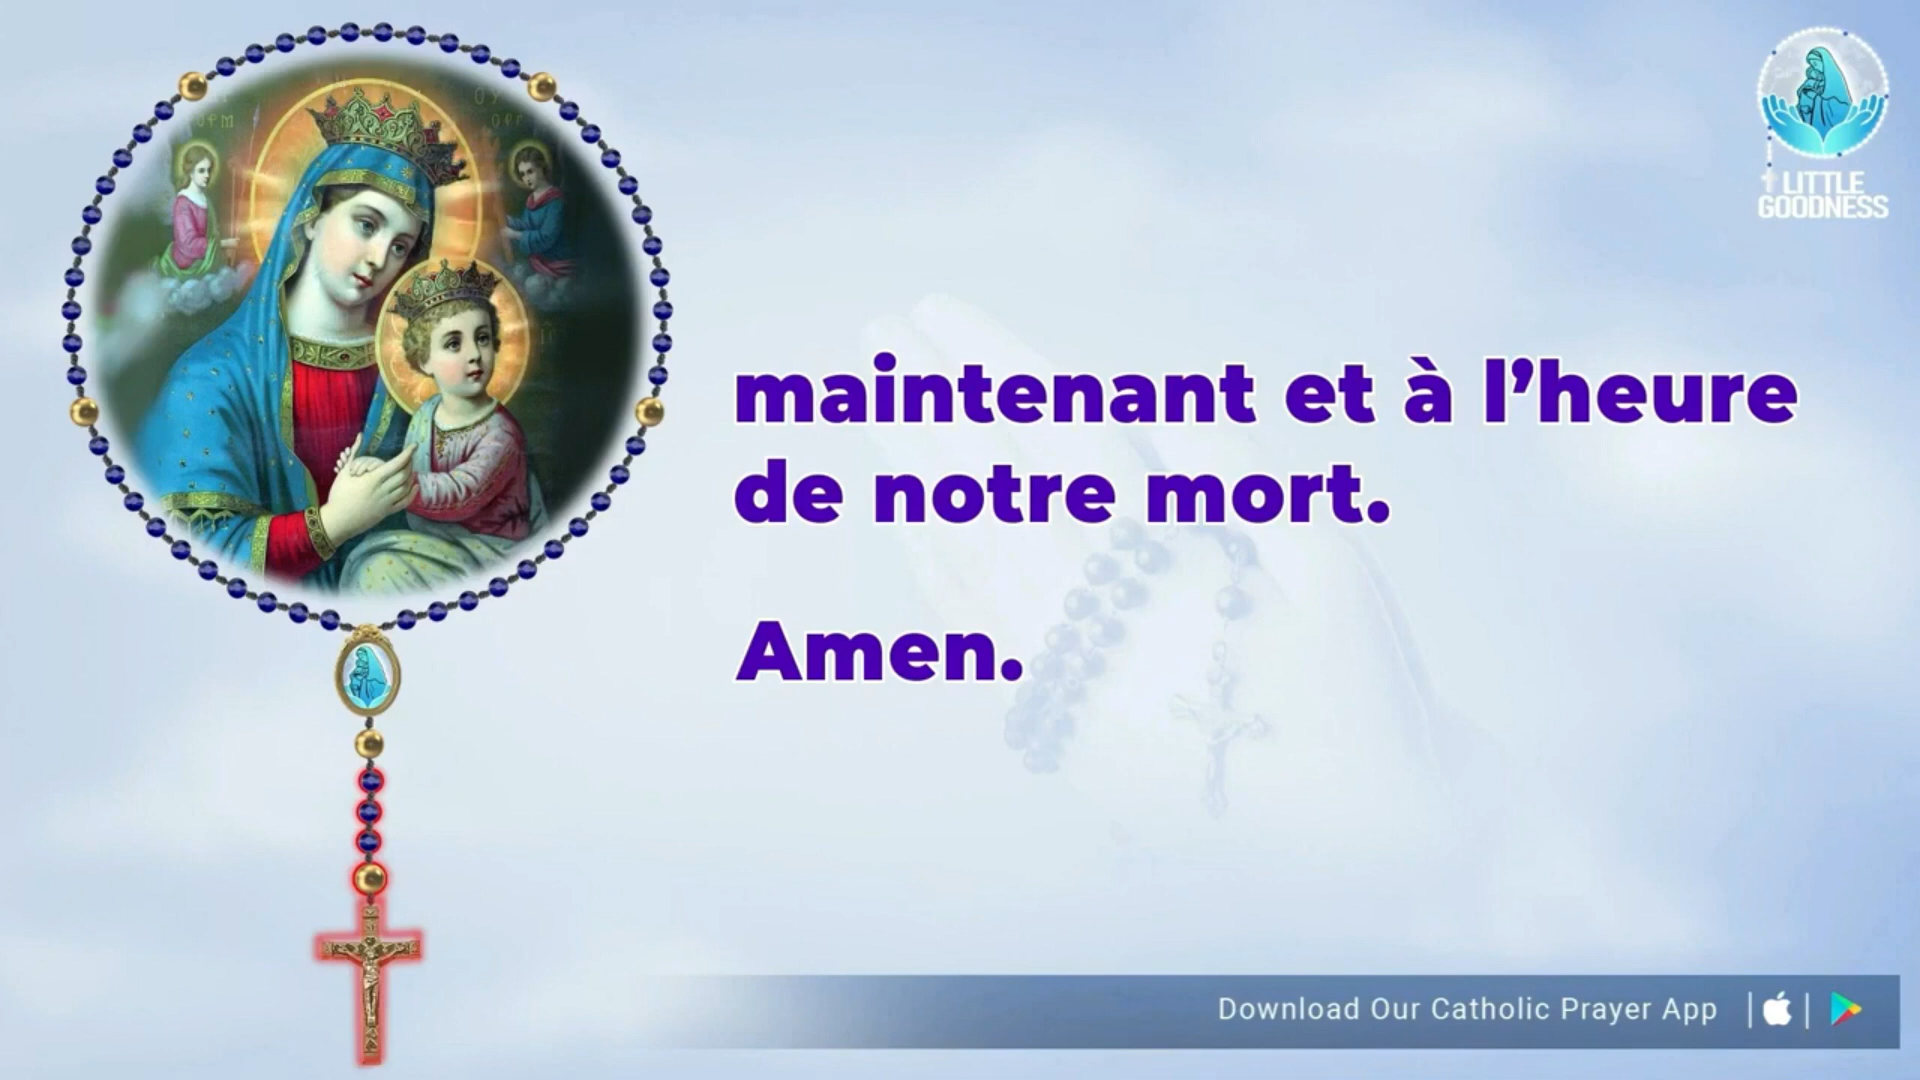 LITTLE
GOODNESS
maintenant et à l’heure
de notre mort.
Amen.
Download Our Catholic Prayer App